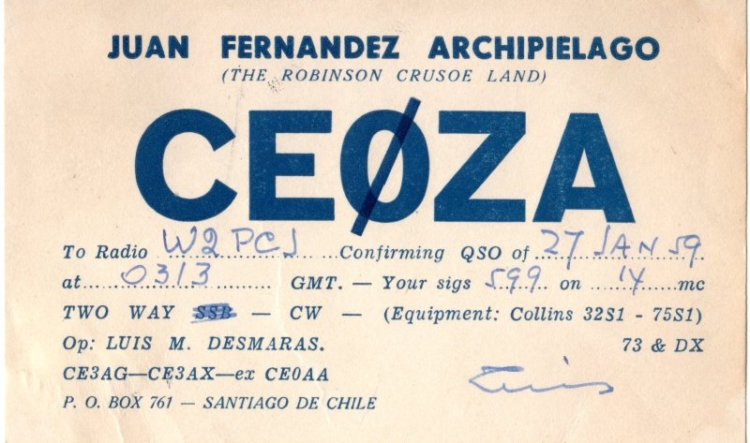 JUAN FERNANDEZ ARCHIPIELAGO
(THE ROBINSON CRUSOE LAND)
CEØZA
To Radio W2PCJ Confirming QSO of 27 JAN 59
at 0313 GMT. — Your sigs 599 on 14 mc
TWO WAY SSB — CW — (Equipment: Collins 32S1 - 75S1)
Op: LUIS M. DESMARAS. 73 & DX
CE3AG—CE3AX—ex CE0AA
Luis
P. O. BOX 761 — SANTIAGO DE CHILE